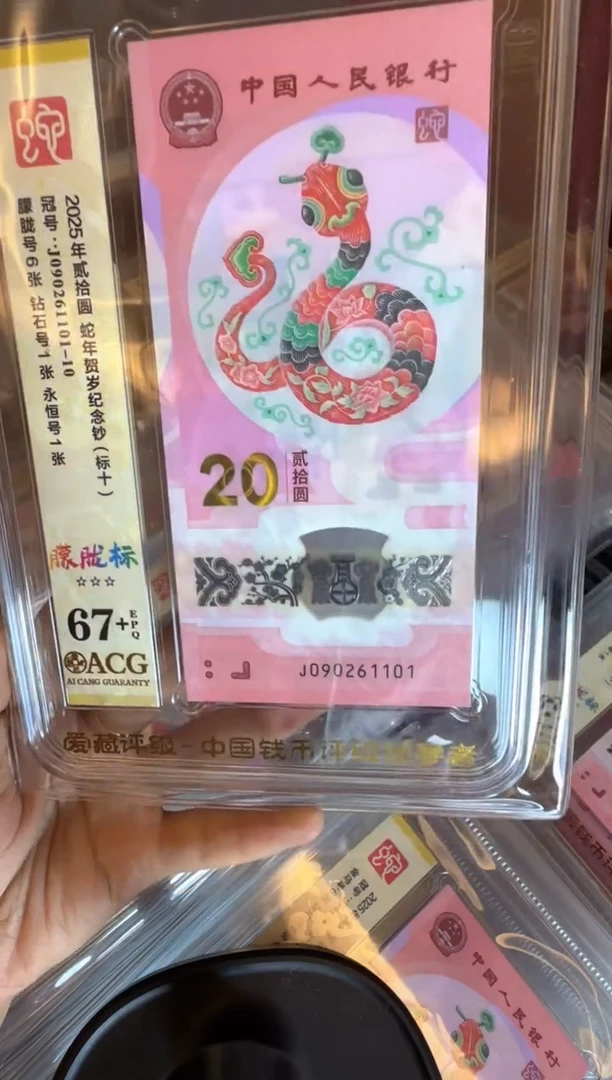 中国人民银行
蛇
20
贰拾圆
J090261101
蛇
2025年贰拾圆 蛇年贺岁纪念钞(标十)
冠号:J090261101-10
朦胧号6张 钻石号1张 永恒号1张
朦胧标
67+EPQ
ACG
AI CANG GUARANTY
爱藏评级-中国钱币评级
蛇
2025
中国人民银行